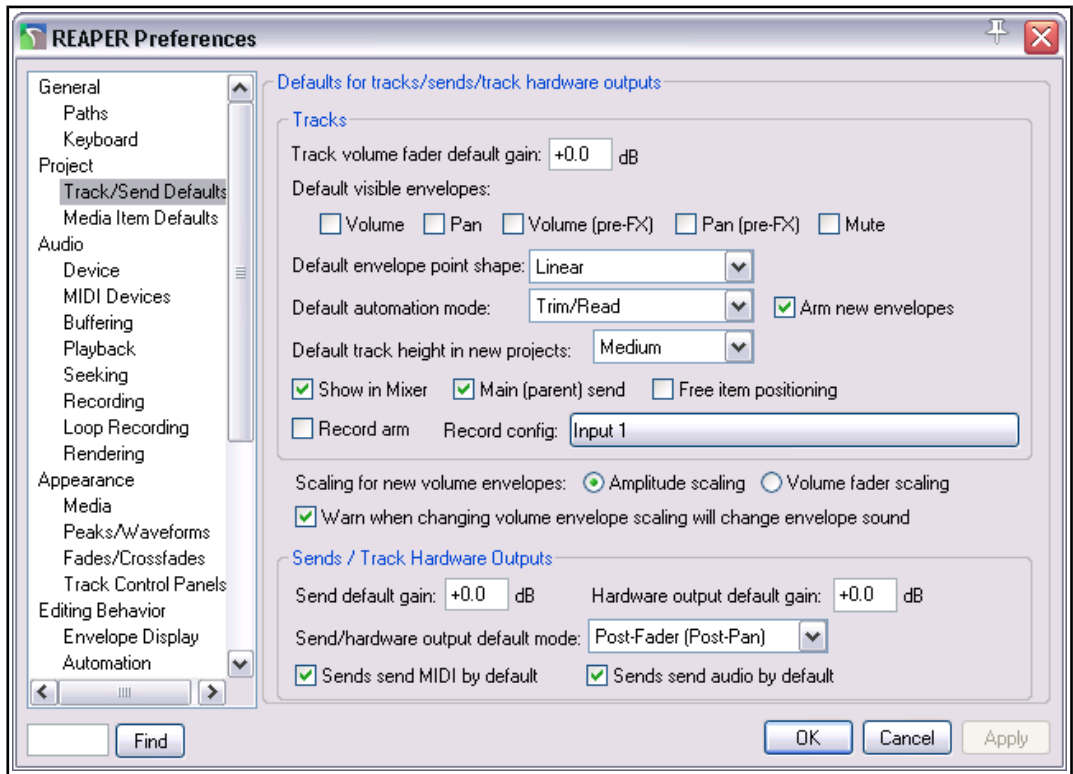 REAPER Preferences
General
Paths
Keyboard
Project
Track/Send Defaults
Media Item Defaults
Audio
Device
MIDI Devices
Buffering
Playback
Seeking
Recording
Loop Recording
Rendering
Appearance
Media
Peaks/Waveforms
Fades/Crossfades
Track Control Panels
Editing Behavior
Envelope Display
Automation
Find
Defaults for tracks/sends/track hardware outputs
Tracks
Track volume fader default gain: +0.0 dB
Default visible envelopes:
Volume Pan Volume (pre-FX) Pan (pre-FX) Mute
Default envelope point shape: Linear
Default automation mode: Trim/Read Arm new envelopes
Default track height in new projects: Medium
Show in Mixer Main (parent) send Free item positioning
Record arm Record config: Input 1
Scaling for new volume envelopes: Amplitude scaling Volume fader scaling
Warn when changing volume envelope scaling will change envelope sound
Sends / Track Hardware Outputs
Send default gain: +0.0 dB Hardware output default gain: +0.0 dB
Send/hardware output default mode: Post-Fader (Post-Pan)
Sends send MIDI by default Sends send audio by default
OK Cancel Apply